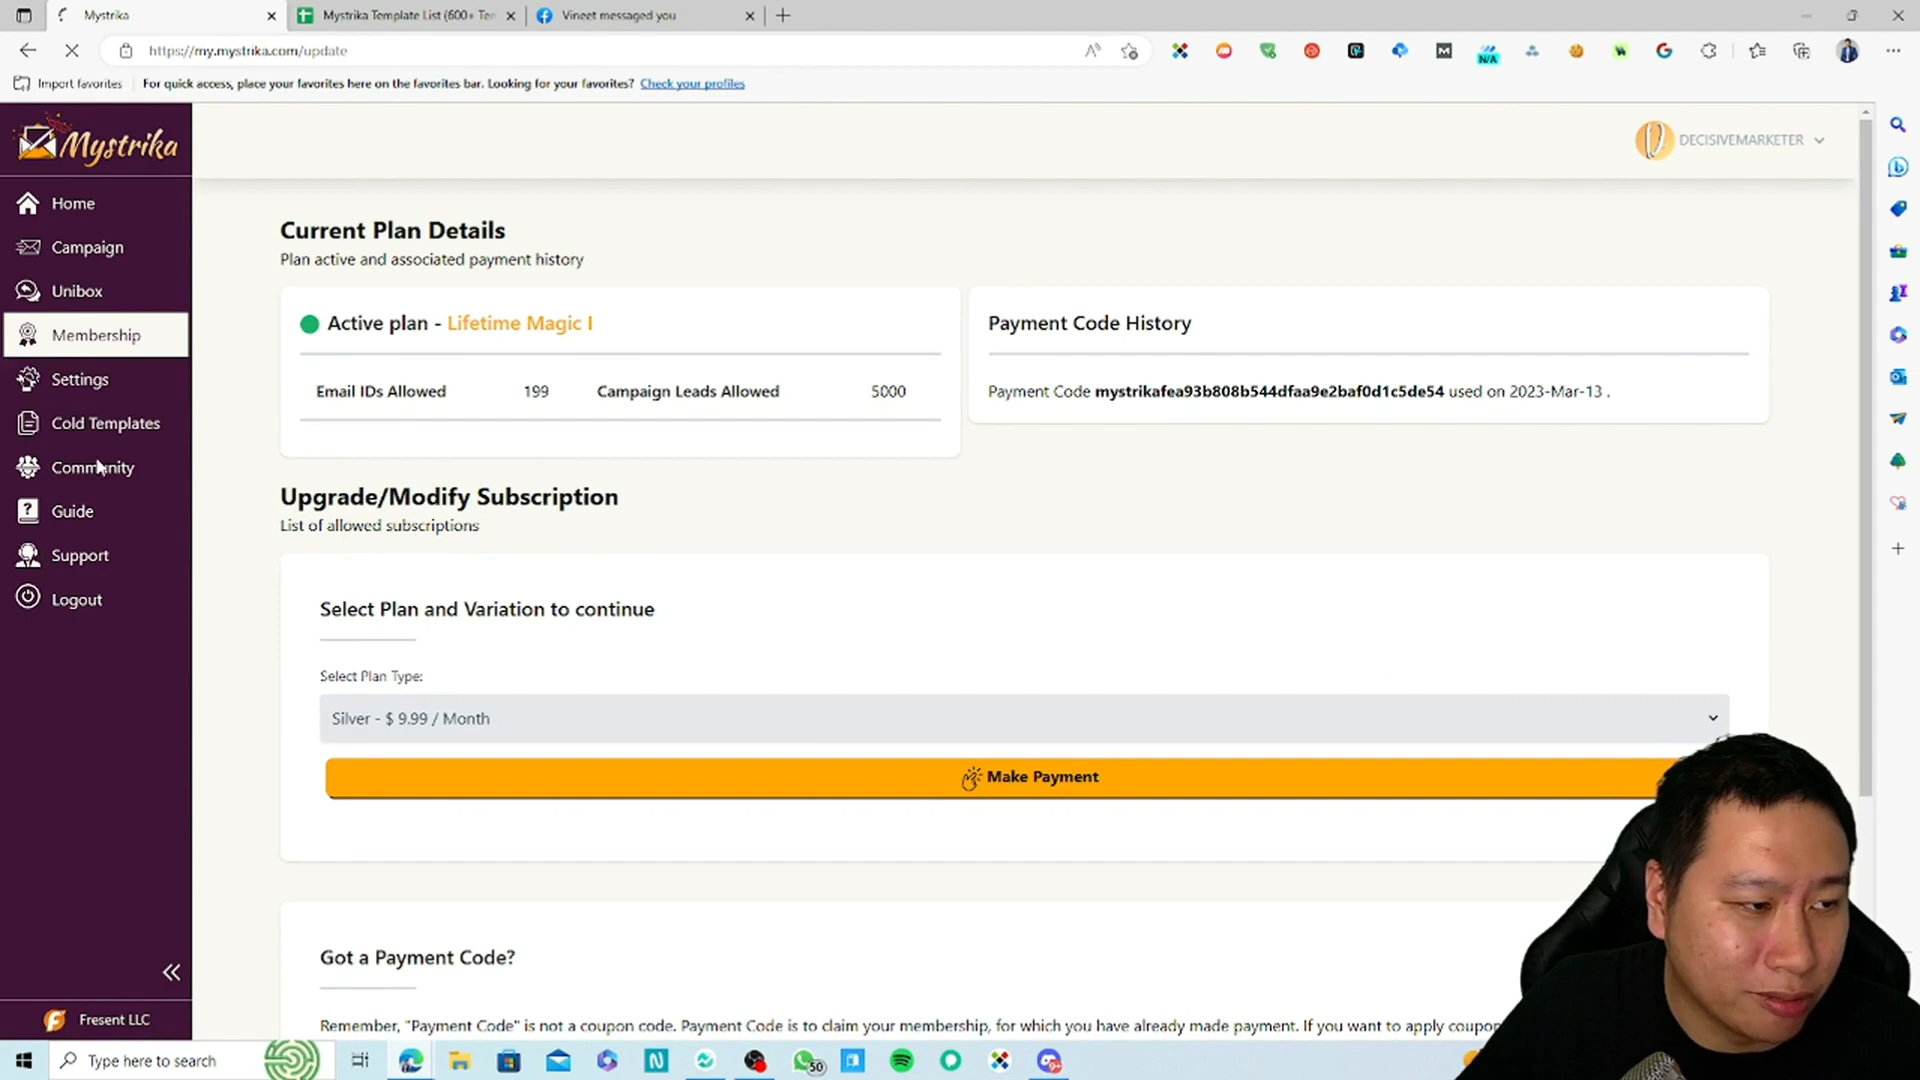 Mystrika
Mystrika Template List (600+ Ten
Vineet messaged you
https://my.mystrika.com/update
Import favorites
For quick access, place your favorites here on the favorites bar. Looking for your favorites? Check your profiles
N/A
Mystrika
DECISIVEMARKETER
Home
Campaign
Unibox
Membership
Settings
Cold Templates
Community
Guide
Support
Logout
Fresent LLC
Current Plan Details
Plan active and associated payment history
Active plan - Lifetime Magic I
Email IDs Allowed 199 Campaign Leads Allowed 5000
Payment Code History
Payment Code mystrikafea93b808b544dfaa9e2baf0d1c5de54 used on 2023-Mar-13 .
Upgrade/Modify Subscription
List of allowed subscriptions
Select Plan and Variation to continue
Select Plan Type:
Silver - $ 9.99 / Month
Make Payment
Got a Payment Code?
Remember, "Payment Code" is not a coupon code. Payment Code is to claim your membership, for which you have already made payment. If you want to apply coupon
Type here to search
50